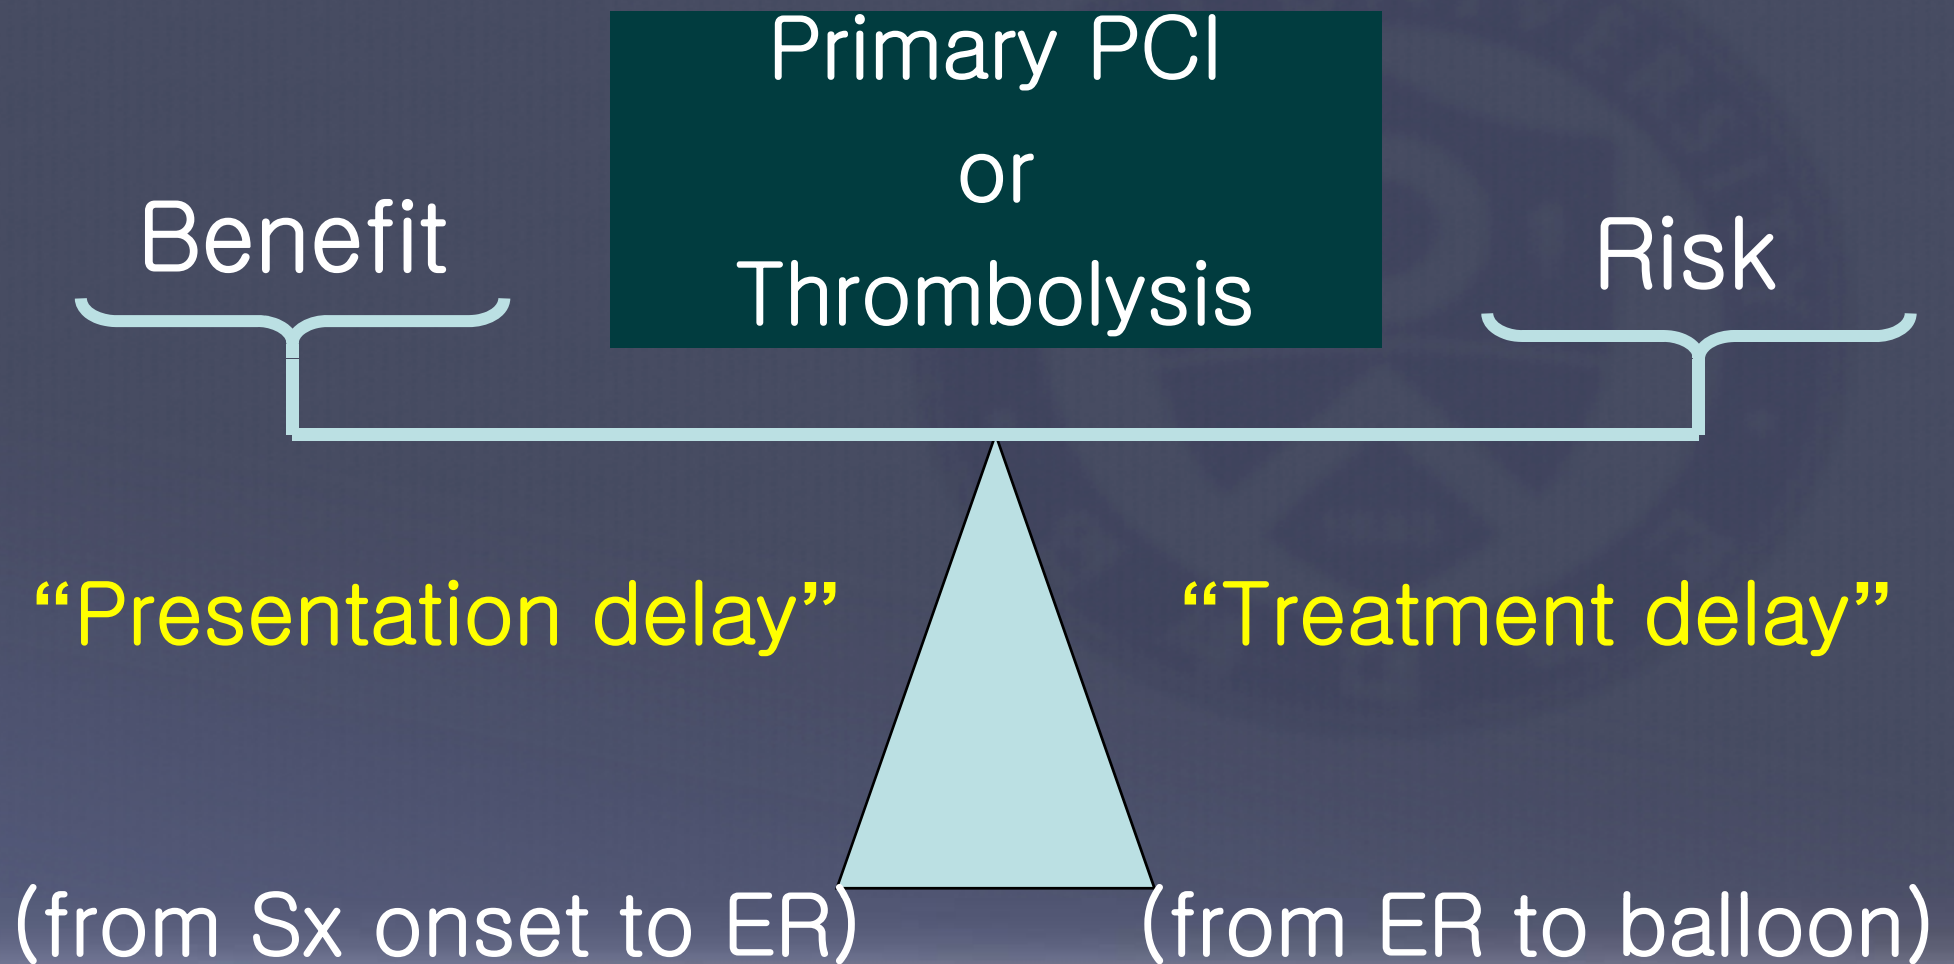 Primary PCI
or
Thrombolysis
Benefit
Risk
“Presentation delay”
“Treatment delay”
(from Sx onset to ER)
(from ER to balloon)